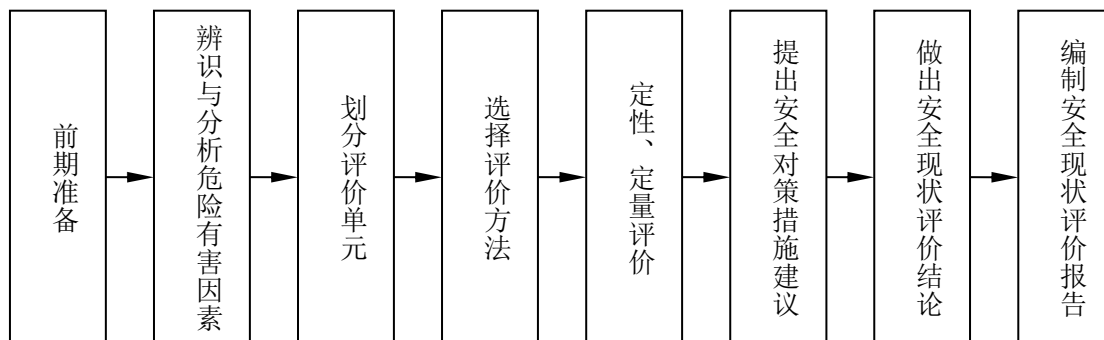 前期准备
辨识与分析危险有害因素
划分评价单元
选择评价方法
定性、定量评价
提出安全对策措施建议
做出安全现状评价结论
编制安全现状评价报告